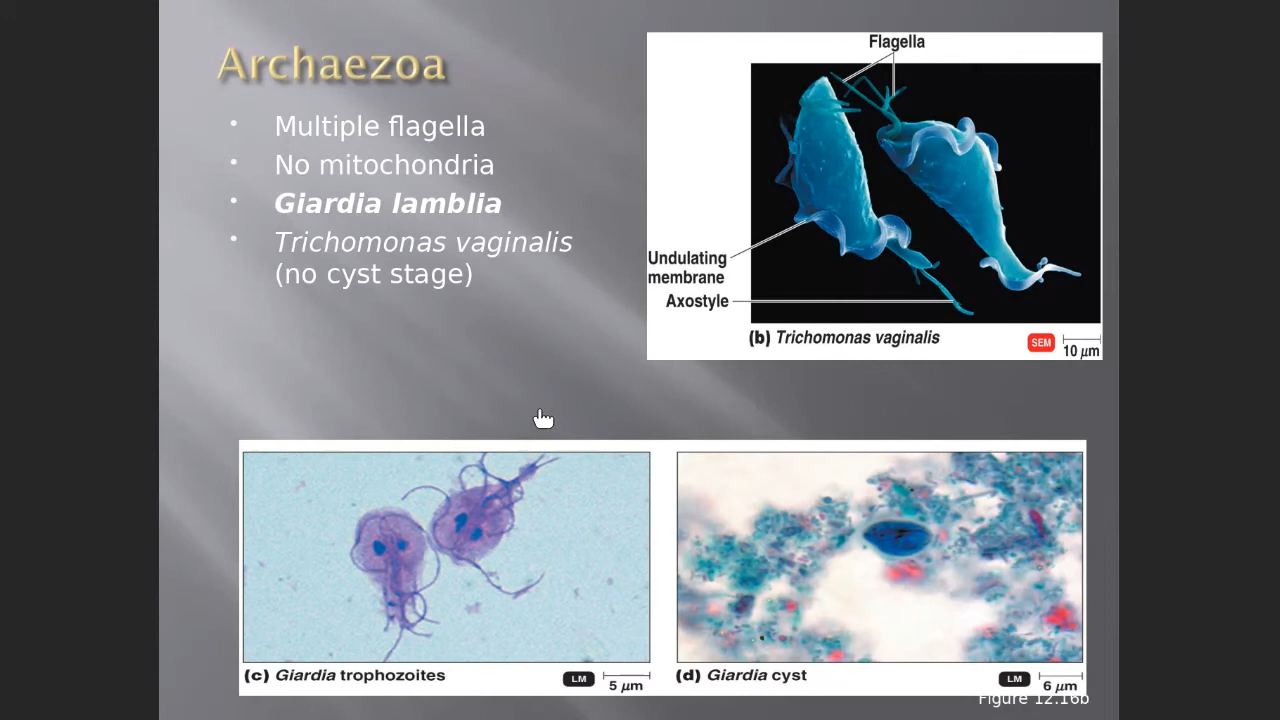 Archaezoa
• Multiple flagella
• No mitochondria
• Giardia lamblia
• Trichomonas vaginalis
(no cyst stage)
Flagella
Undulating
membrane
Axostyle
(b) Trichomonas vaginalis
SEM
10 µm
(c) Giardia trophozoites
LM
5 µm
(d) Giardia cyst
LM
6 µm
Figure 12.16b